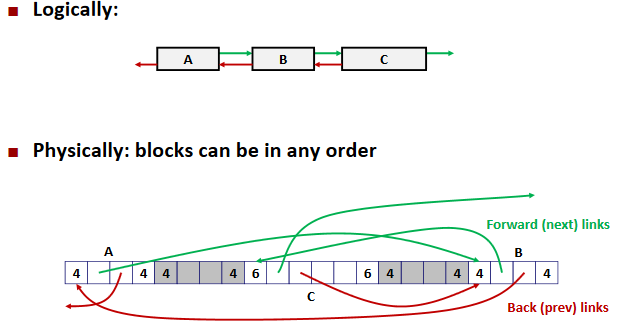 Logically:
A B C
Physically: blocks can be in any order
Forward (next) links
A B
4 4 4 4 6 6 4 4 4 4
C
Back (prev) links